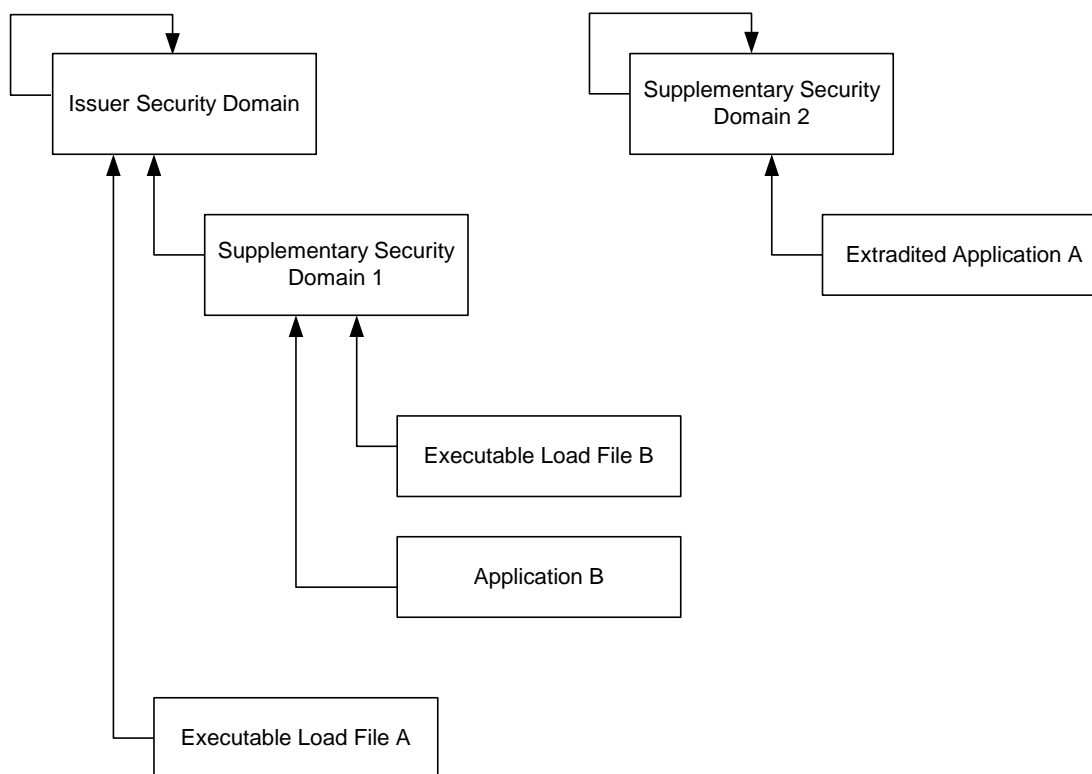 Issuer Security Domain
Supplementary Security
Domain 2
Supplementary Security
Domain 1
Extradited Application A
Executable Load File B
Application B
Executable Load File A